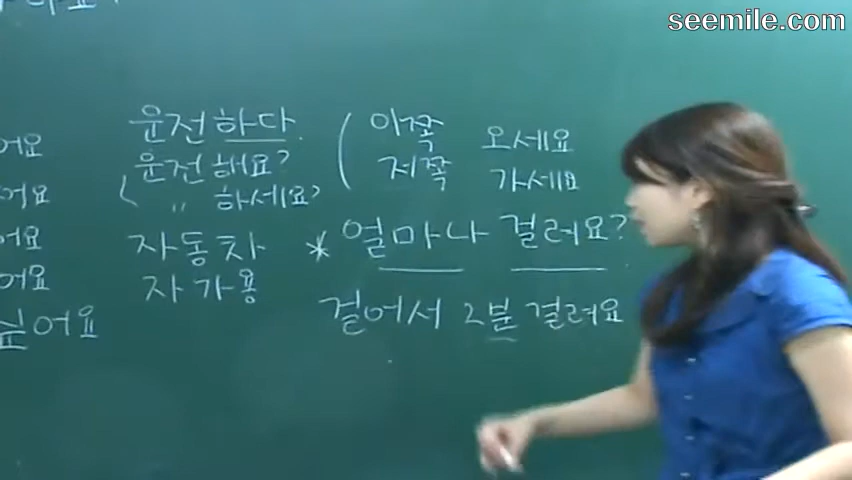 seemile.com
어요
어요
어요
어요
싶어요
운전하다.
운전해요?
( 〃 하세요?
자동차
자가용
( 이쪽 오세요
저쪽 가세요
* 얼마나 걸려요?
걸어서 2분 걸려요